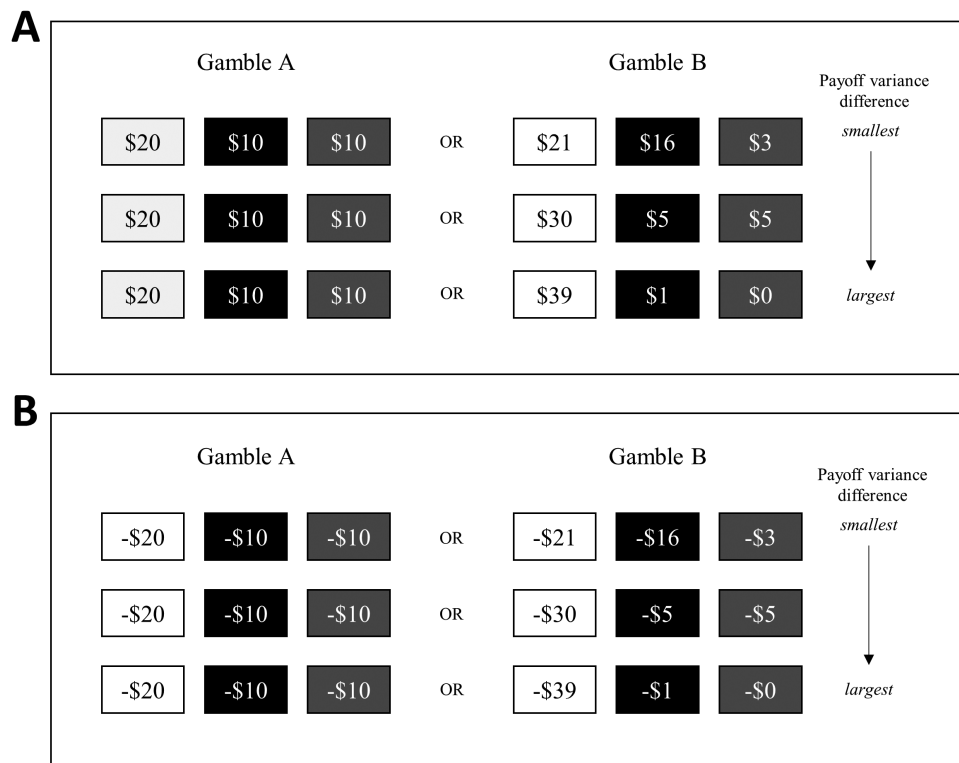 A
Gamble A Gamble B
Payoff variance
difference
$20 $10 $10 OR $21 $16 $3 smallest
$20 $10 $10 OR $30 $5 $5
$20 $10 $10 OR $39 $1 $0 largest
B
Gamble A Gamble B
Payoff variance
difference
-$20 -$10 -$10 OR -$21 -$16 -$3 smallest
-$20 -$10 -$10 OR -$30 -$5 -$5
-$20 -$10 -$10 OR -$39 -$1 -$0 largest